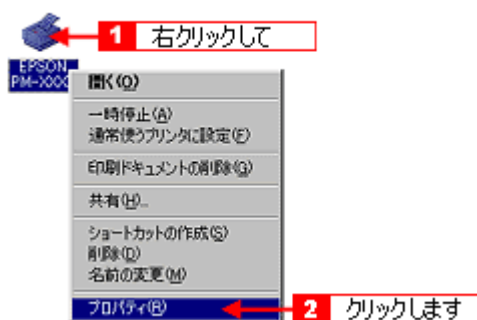 1 右クリックして
EPSON
PM-XXX
開く(O)
一時停止(A)
通常使うプリンタに設定(F)
印刷ドキュメントの削除(G)
共有(H)...
ショートカットの作成(S)
削除(D)
名前の変更(M)
プロパティ(R)
2 クリックします